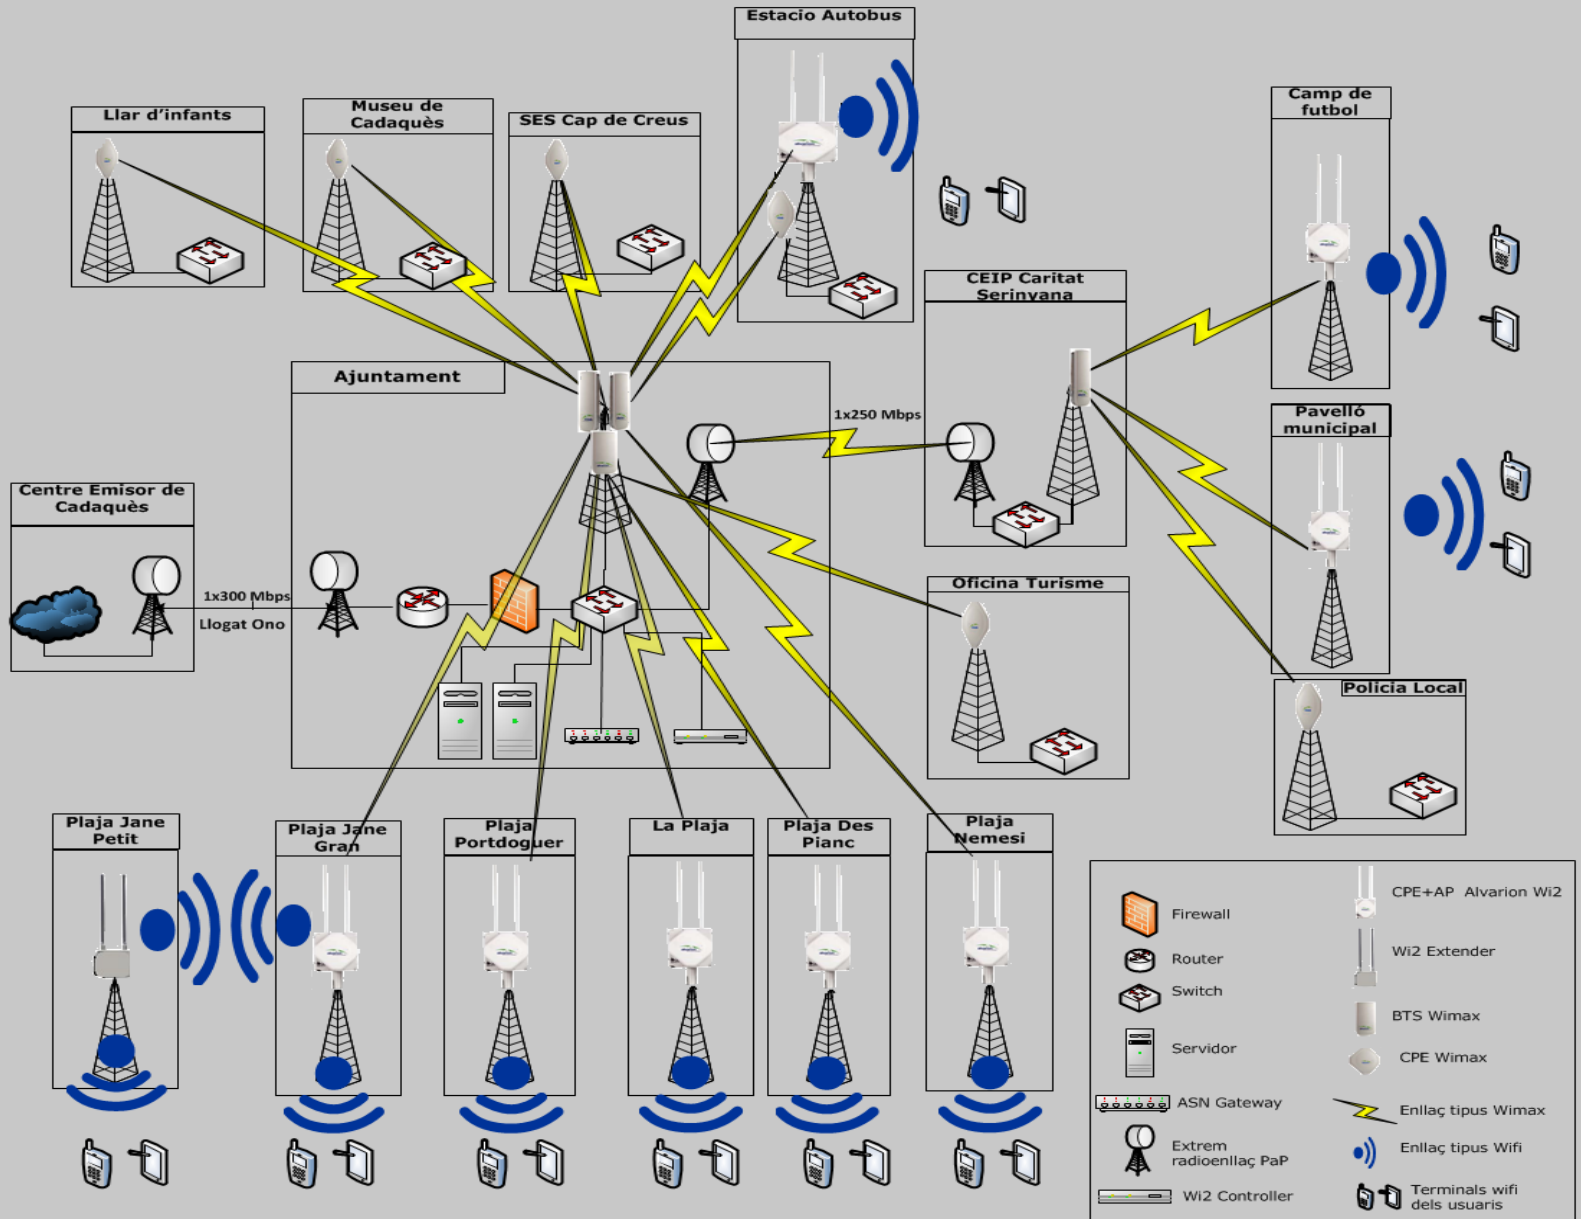 Estacio Autobus
Llar d'infants
Museu de
Cadaquès
SES Cap de Creus
Camp de
futbol
CEIP Caritat
Serinyana
Ajuntament
1x250 Mbps
Pavelló
municipal
Centre Emisor de
Cadaquès
1x300 Mbps
Llogat Ono
Oficina Turisme
Policia Local
Plaja Jane
Petit
Plaja Jane
Gran
Plaja
Portdoguer
La Plaja
Plaja Des
Pianc
Plaja
Nemesi
Firewall
Router
Switch
Servidor
ASN Gateway
Extrem
radioenllaç PaP
Wi2 Controller
CPE+AP Alvarion Wi2
Wi2 Extender
BTS Wimax
CPE Wimax
Enllaç tipus Wimax
Enllaç tipus Wifi
Terminals wifi
dels usuaris